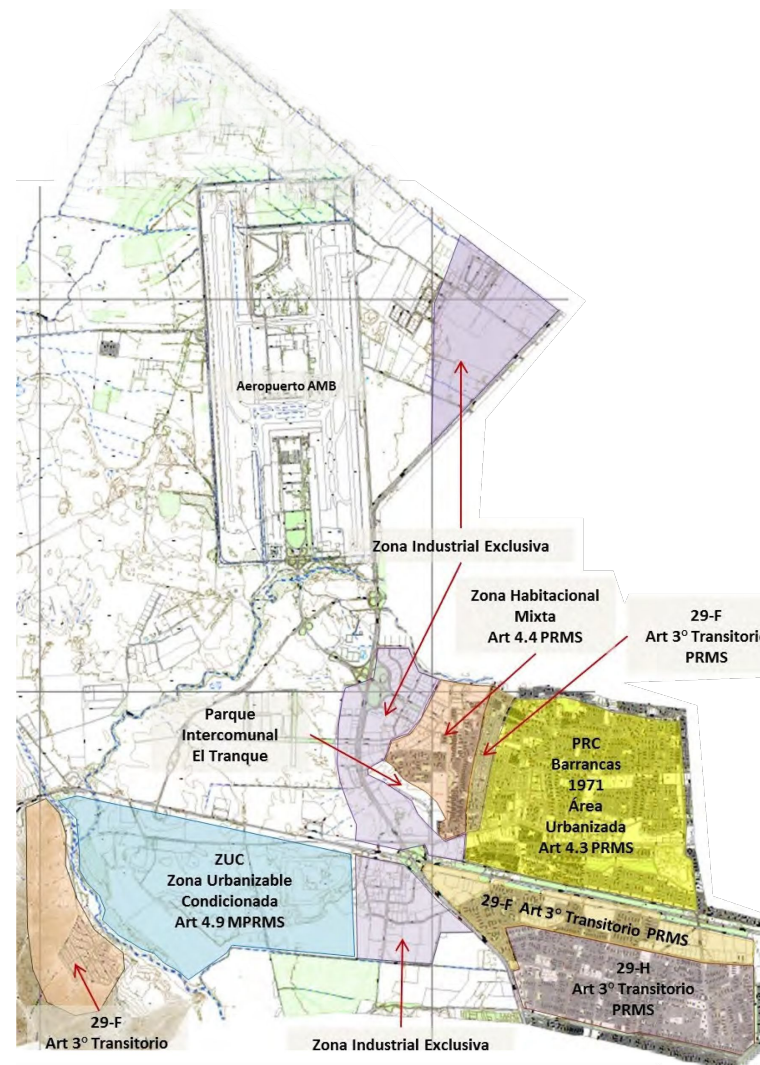 Aeropuerto AMB
Zona Industrial Exclusiva
Zona Habitacional
Mixta
Art 4.4 PRMS
29-F
Art 3° Transitorio
PRMS
Parque
Intercomunal
El Tranque
PRC
Barrancas
1971
Área
Urbanizada
Art 4.3 PRMS
ZUC
Zona Urbanizable
Condicionada
Art 4.9 MPRMS
29-F Art 3° Transitorio PRMS
29-H
Art 3° Transitorio
PRMS
29-F
Art 3° Transitorio
Zona Industrial Exclusiva